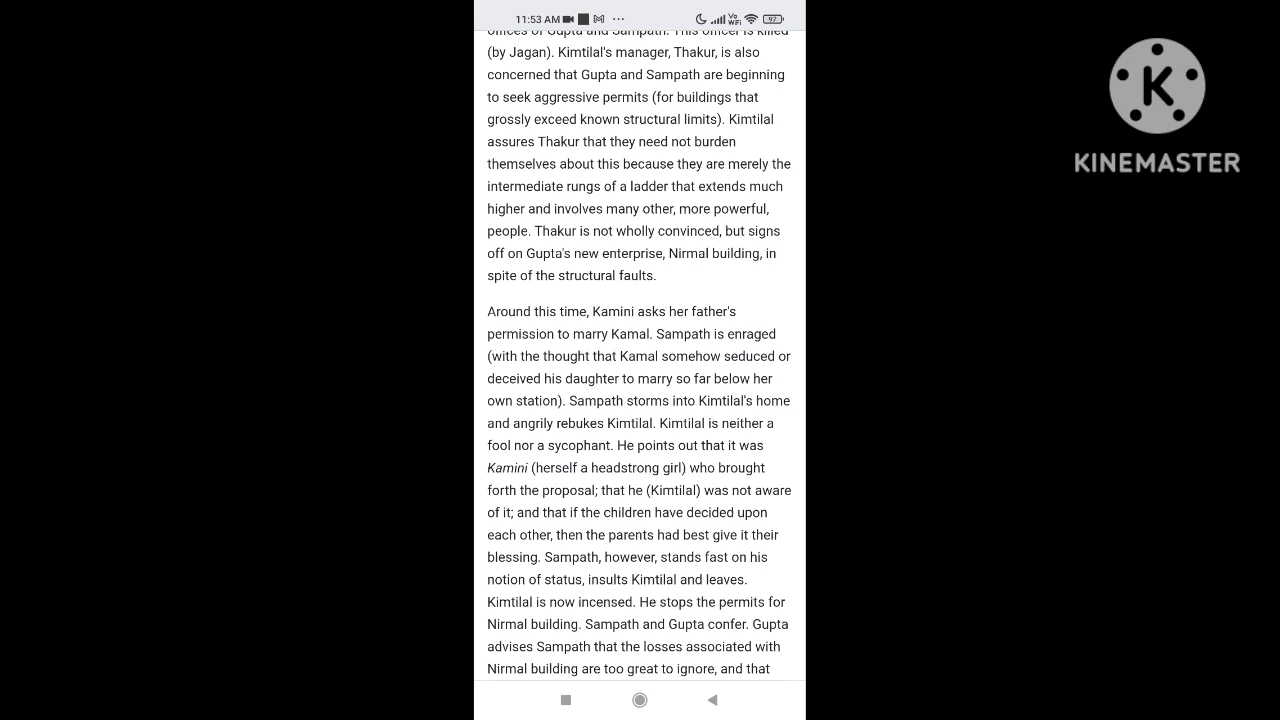 11:53 AM
Vo
WiFi
97
offices of Gupta and Sampath. This officer is killed
(by Jagan). Kimtilal's manager, Thakur, is also
concerned that Gupta and Sampath are beginning
to seek aggressive permits (for buildings that
grossly exceed known structural limits). Kimtilal
assures Thakur that they need not burden
themselves about this because they are merely the
intermediate rungs of a ladder that extends much
higher and involves many other, more powerful,
people. Thakur is not wholly convinced, but signs
off on Gupta's new enterprise, Nirmal building, in
spite of the structural faults.
Around this time, Kamini asks her father's
permission to marry Kamal. Sampath is enraged
(with the thought that Kamal somehow seduced or
deceived his daughter to marry so far below her
own station). Sampath storms into Kimtilal's home
and angrily rebukes Kimtilal. Kimtilal is neither a
fool nor a sycophant. He points out that it was
Kamini (herself a headstrong girl) who brought
forth the proposal; that he (Kimtilal) was not aware
of it; and that if the children have decided upon
each other, then the parents had best give it their
blessing. Sampath, however, stands fast on his
notion of status, insults Kimtilal and leaves.
Kimtilal is now incensed. He stops the permits for
Nirmal building. Sampath and Gupta confer. Gupta
advises Sampath that the losses associated with
Nirmal building are too great to ignore, and that
K
KINEMASTER